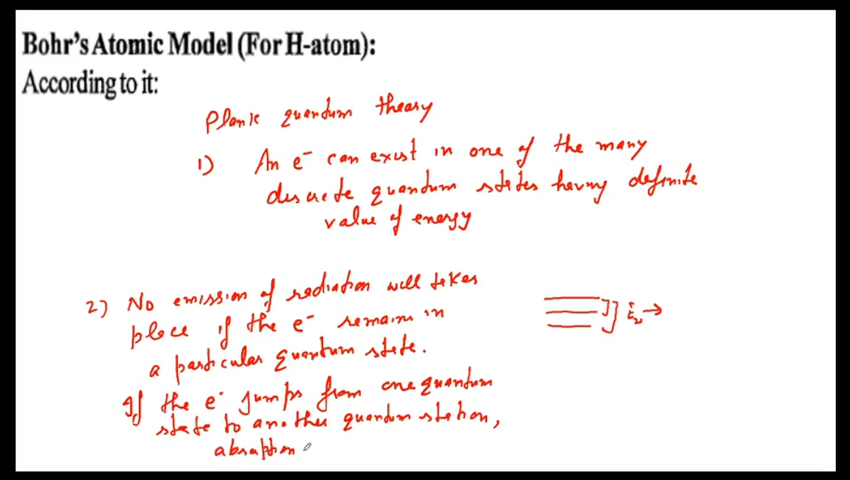 Bohr's Atomic Model (For H-atom):
According to it:
Plank quantum theory
1) An e⁻ can exist in one of the many
discrete quantum states having definite
value of energy
2) No emission of radiation will takes
place if the e⁻ remain in
a particular quantum state.
If the e⁻ jumps from one quantum
state to another quantum station,